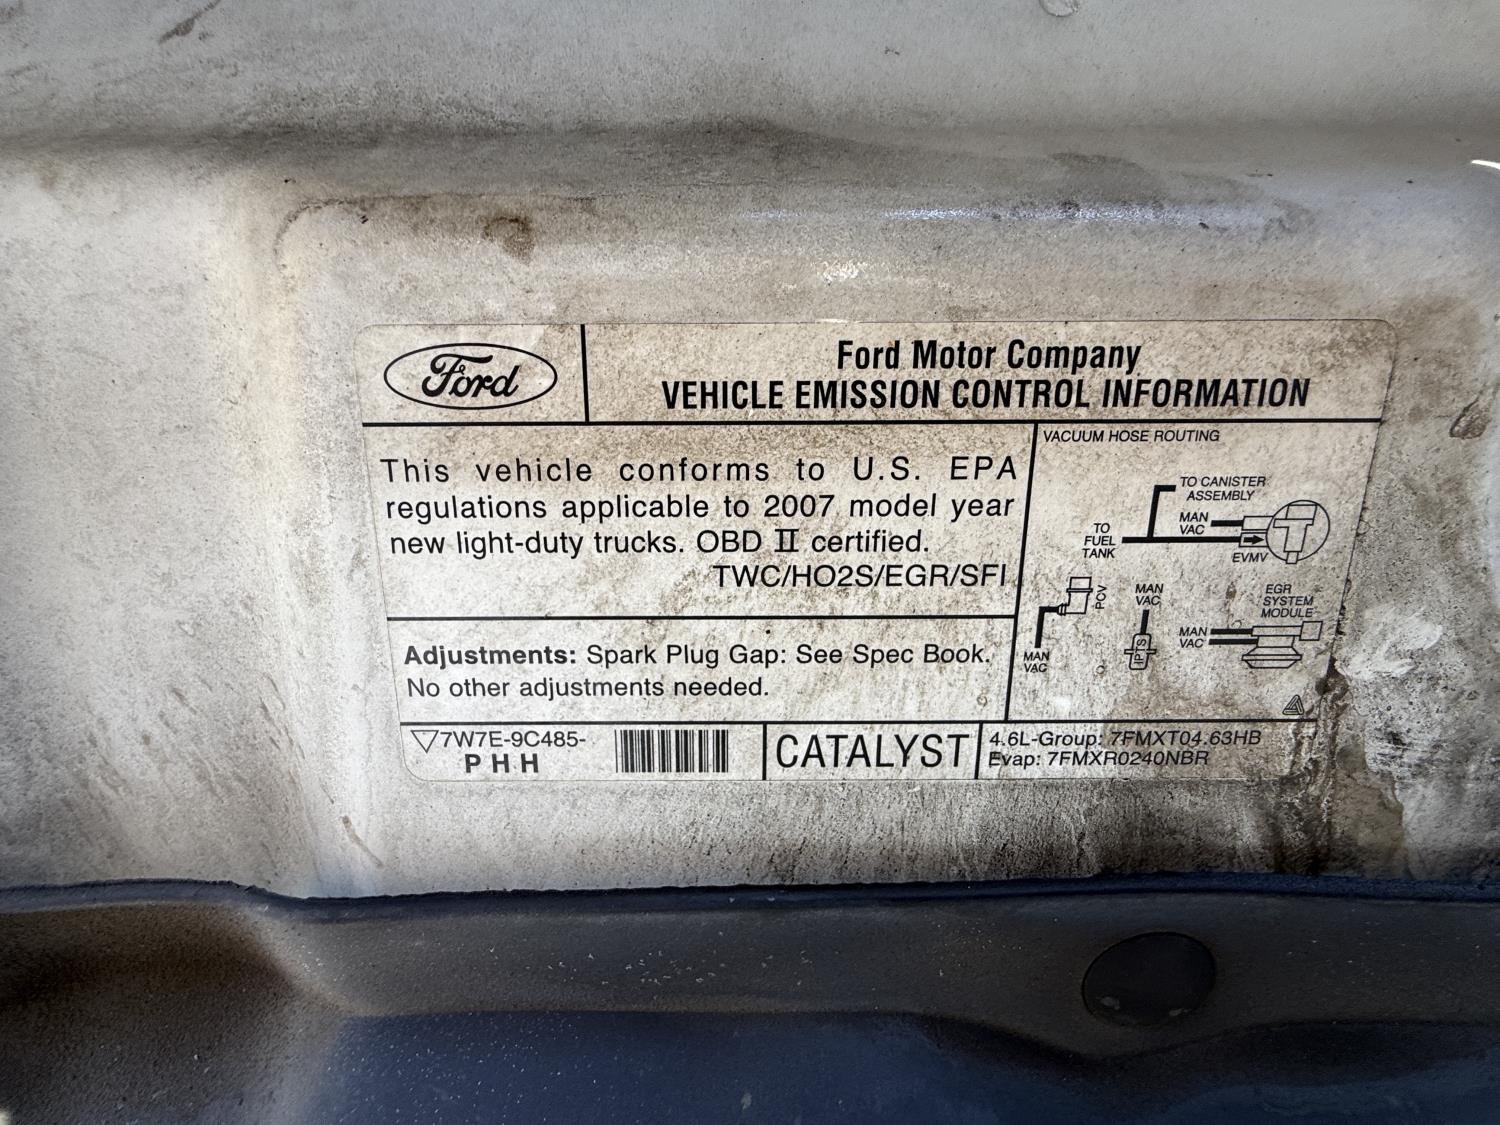 Ford
Ford Motor Company
VEHICLE EMISSION CONTROL INFORMATION
This vehicle conforms to U.S. EPA
regulations applicable to 2007 model year
new light-duty trucks. OBD II certified.
TWC/HO2S/EGR/SFI
Adjustments: Spark Plug Gap: See Spec Book.
No other adjustments needed.
VACUUM HOSE ROUTING
TO CANISTER
ASSEMBLY
MAN
VAC
TO
FUEL
TANK
EVMV
PCV
MAN
VAC
MAN
VAC
IPTS
EGR
SYSTEM
MODULE
MAN
VAC
7W7E-9C485-
PHH
CATALYST
4.6L-Group: 7FMXT04.63HB
Evap: 7FMXR0240NBR